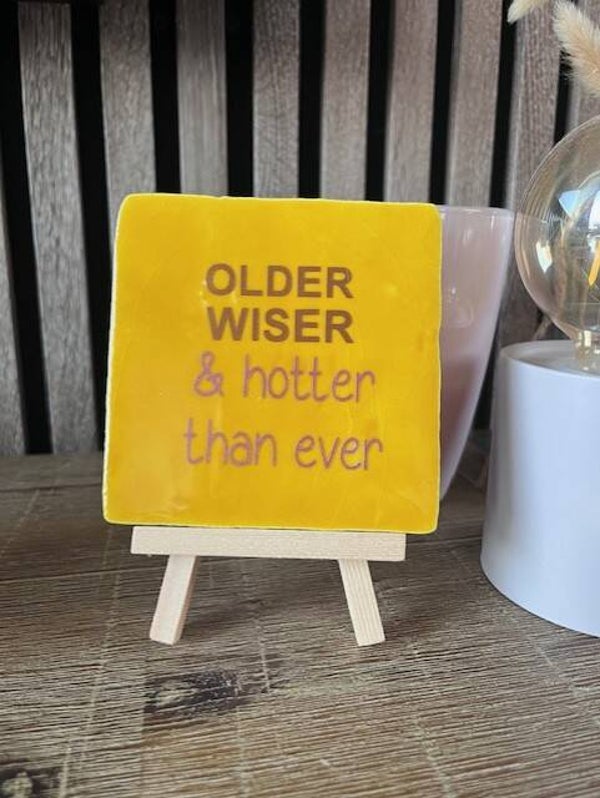 OLDER
WISER
& hotter
than ever